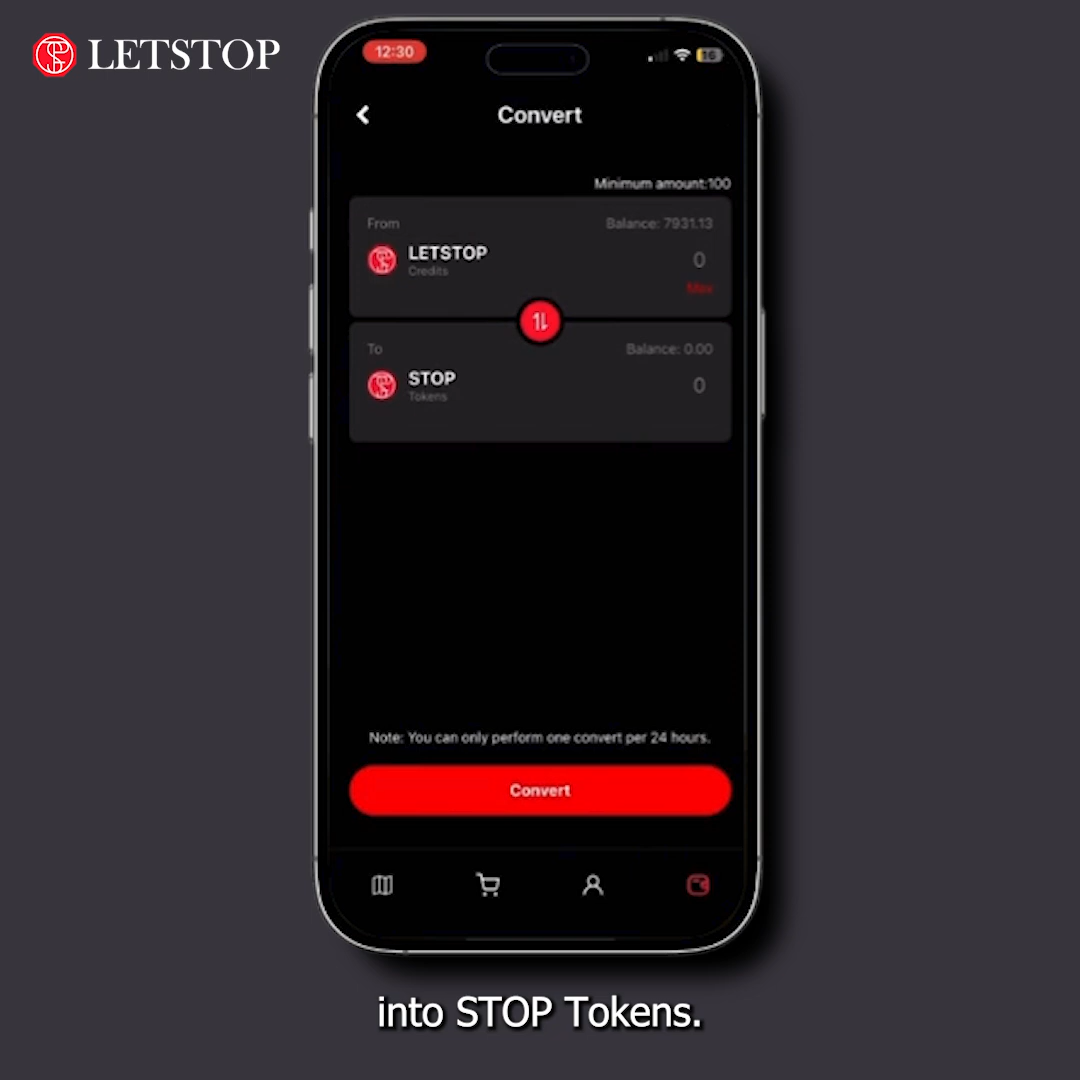 LETSTOP
12:30
16
Convert
Minimum amount:100
From
Balance: 7931.13
LETSTOP
0
Credits
Max
To
Balance: 0.00
STOP
0
Tokens
Note: You can only perform one convert per 24 hours.
Convert
into STOP Tokens.